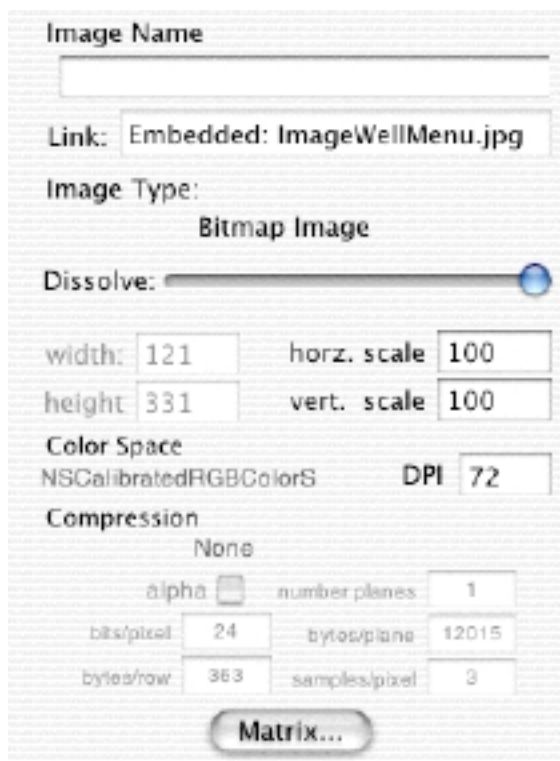 Image Name
Link: Embedded: ImageWellMenu.jpg
Image Type:
Bitmap Image
Dissolve:
width: 121 horz. scale 100
height 331 vert. scale 100
Color Space
NSCalibratedRGBColorS DPI 72
Compression
None
alpha number planes 1
bits/pixel 24 bytes/plane 12015
bytes/row 363 samples/pixel 3
Matrix...